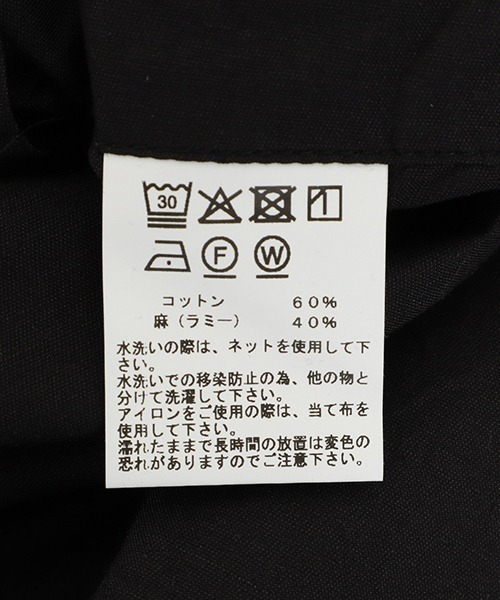 30
F W
コットン 60%
麻（ラミー） 40%
水洗いの際は、ネットを使用して下
さい。
水洗いでの移染防止の為、他の物と
分けて洗濯して下さい。
アイロンをご使用の際は、当て布を
使用して下さい。
濡れたままで長時間の放置は変色の
恐れがありますのでご注意下さい。